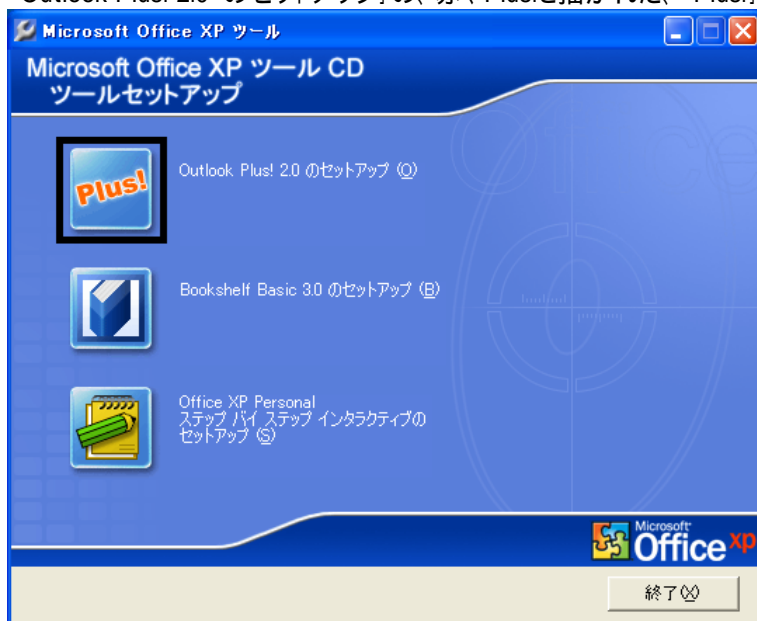 Microsoft Office XP ツール
Microsoft Office XP ツール CD
ツールセットアップ
Plus!
Outlook Plus! 2.0 のセットアップ (O)
Bookshelf Basic 3.0 のセットアップ (B)
Office XP Personal
ステップ バイ ステップ インタラクティブの
セットアップ (S)
Microsoft
Office xp
終了(X)